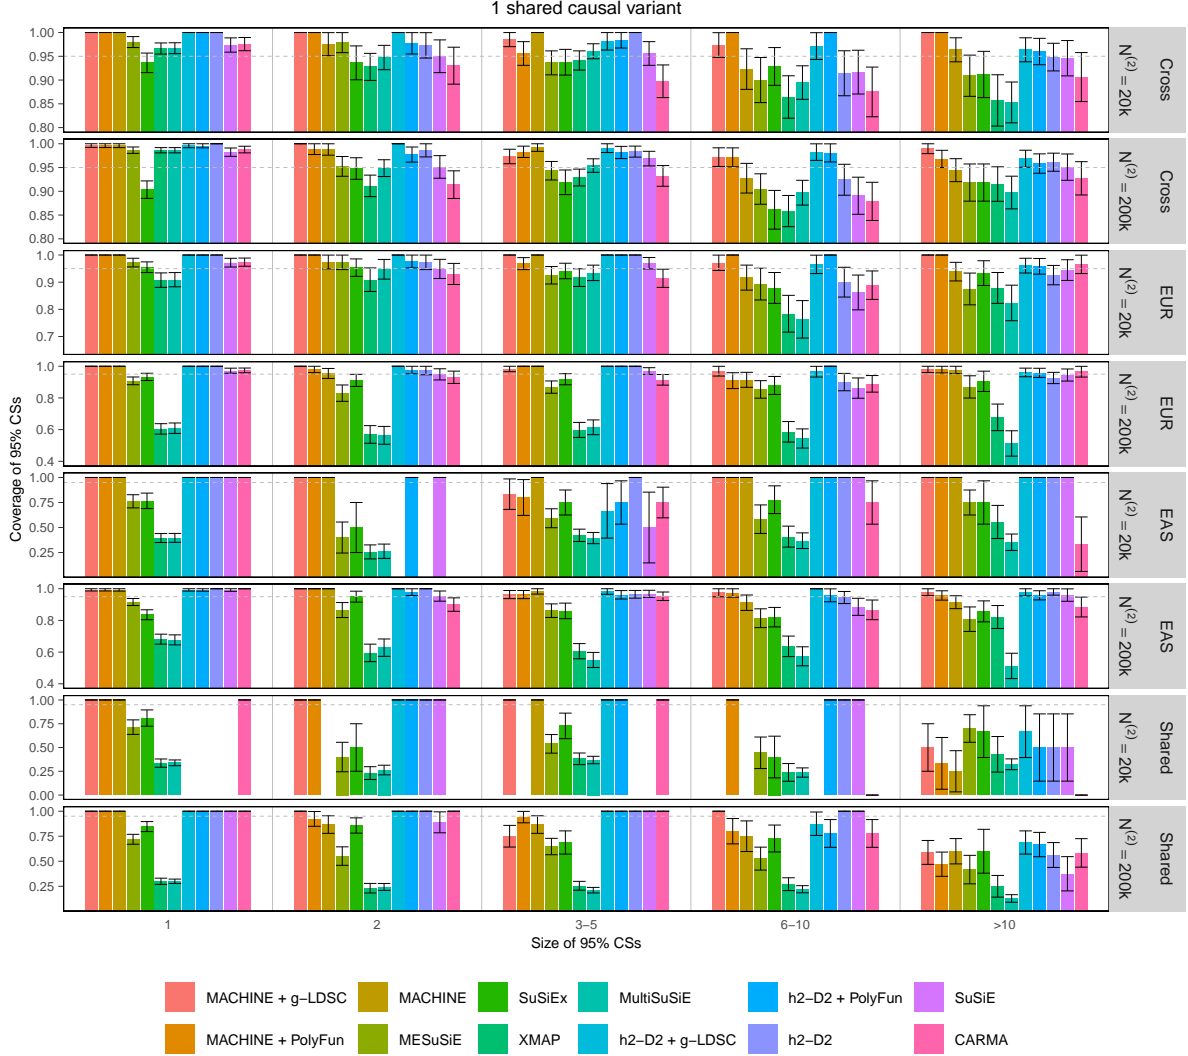 1 shared causal variant
1.00
0.95
0.90
0.85
0.80
Cross
N(2) = 20k
1.00
0.95
0.90
0.85
0.80
Cross
N(2) = 200k
1.0
0.9
0.8
0.7
EUR
N(2) = 20k
1.0
0.8
0.6
0.4
EUR
N(2) = 200k
Coverage of 95% CSs
1.00
0.75
0.50
0.25
EAS
N(2) = 20k
1.0
0.8
0.6
0.4
EAS
N(2) = 200k
1.00
0.75
0.50
0.25
0.00
Shared
N(2) = 20k
1.00
0.75
0.50
0.25
Shared
N(2) = 200k
1 2 3−5 6−10 >10
Size of 95% CSs
MACHINE + g−LDSC MACHINE SuSiEx MultiSuSiE h2−D2 + PolyFun SuSiE
MACHINE + PolyFun MESuSiE XMAP h2−D2 + g−LDSC h2−D2 CARMA